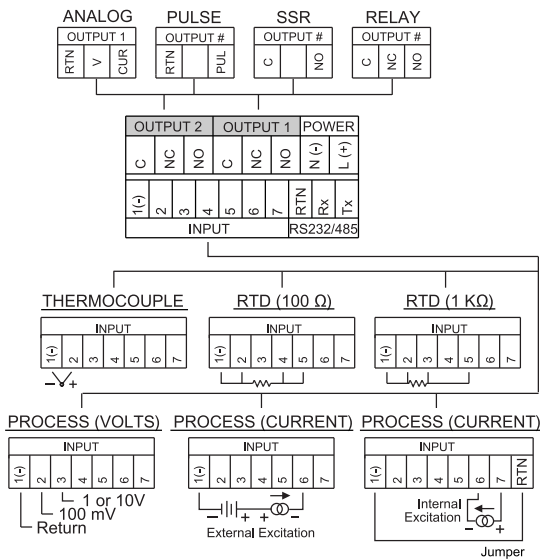 ANALOG PULSE SSR RELAY
OUTPUT 1 OUTPUT # OUTPUT # OUTPUT #
RTN V CUR RTN PUL C NO C NC NO
OUTPUT 2 OUTPUT 1 POWER
C NC NO C NC NO N (-) L (+)
1(-) 2 3 4 5 6 7 RTN Rx Tx
INPUT RS232/485
THERMOCOUPLE RTD (100 Ω) RTD (1 KΩ)
INPUT INPUT INPUT
1(-) 2 3 4 5 6 7 1(-) 2 3 4 5 6 7 1(-) 2 3 4 5 6 7
− +
PROCESS (VOLTS) PROCESS (CURRENT) PROCESS (CURRENT)
INPUT INPUT INPUT
1(-) 2 3 4 5 6 7 1(-) 2 3 4 5 6 7 1(-) 2 3 4 5 6 7 RTN
1 or 10V
100 mV
Return
− + + −
External Excitation
Internal
Excitation
− +
Jumper